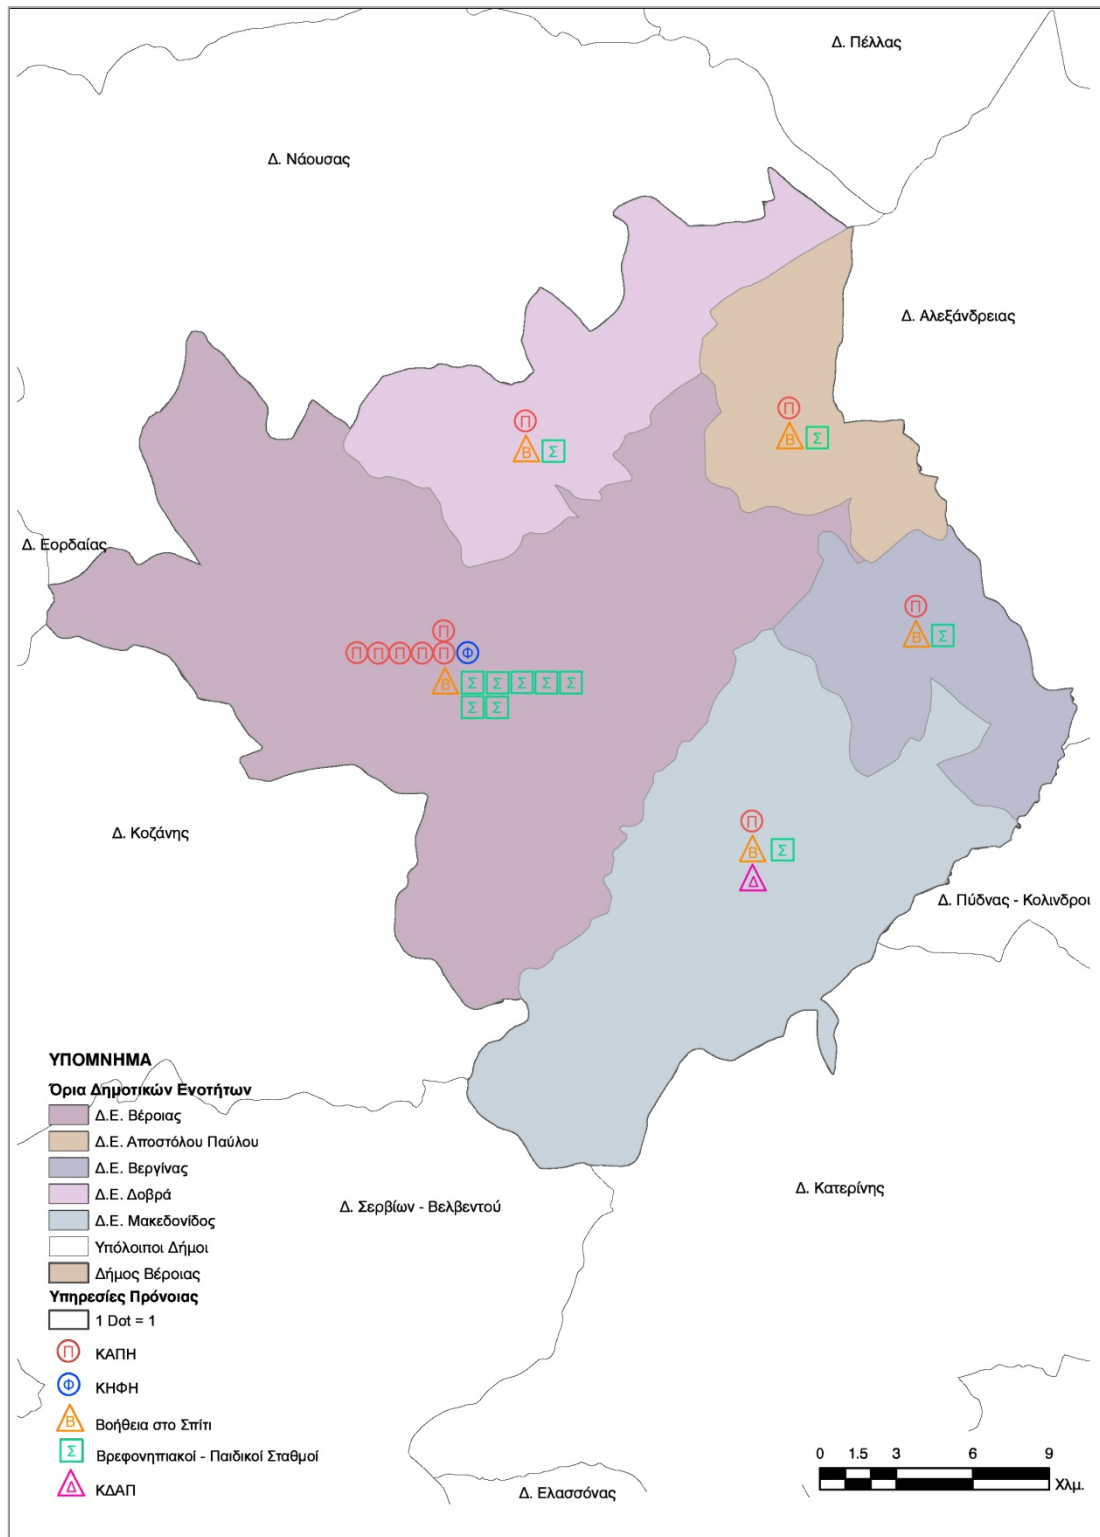 Δ. Πέλλας
Δ. Νάουσας
Δ. Αλεξάνδρειας
Π
Π
Β Σ
Β Σ
Δ. Εορδαίας
Π
Β Σ
Π
Π Π Π Π Π Φ
Β Σ Σ Σ Σ Σ
Σ Σ
Π
Β Σ
Δ
Δ. Κοζάνης
Δ. Πύδνας - Κολινδροι
ΥΠΟΜΝΗΜΑ
Όρια Δημοτικών Ενοτήτων
Δ.Ε. Βέροιας
Δ.Ε. Αποστόλου Παύλου
Δ.Ε. Βεργίνας
Δ.Ε. Δοβρά
Δ.Ε. Μακεδονίδος
Υπόλοιποι Δήμοι
Δήμος Βέροιας
Υπηρεσίες Πρόνοιας
1 Dot = 1
Π ΚΑΠΗ
Φ ΚΗΦΗ
Β Βοήθεια στο Σπίτι
Σ Βρεφονηπιακοί - Παιδικοί Σταθμοί
Δ ΚΔΑΠ
Δ. Κατερίνης
Δ. Σερβίων - Βελβεντού
Δ. Ελασσόνας
0 1.5 3 6 9
Χλμ.